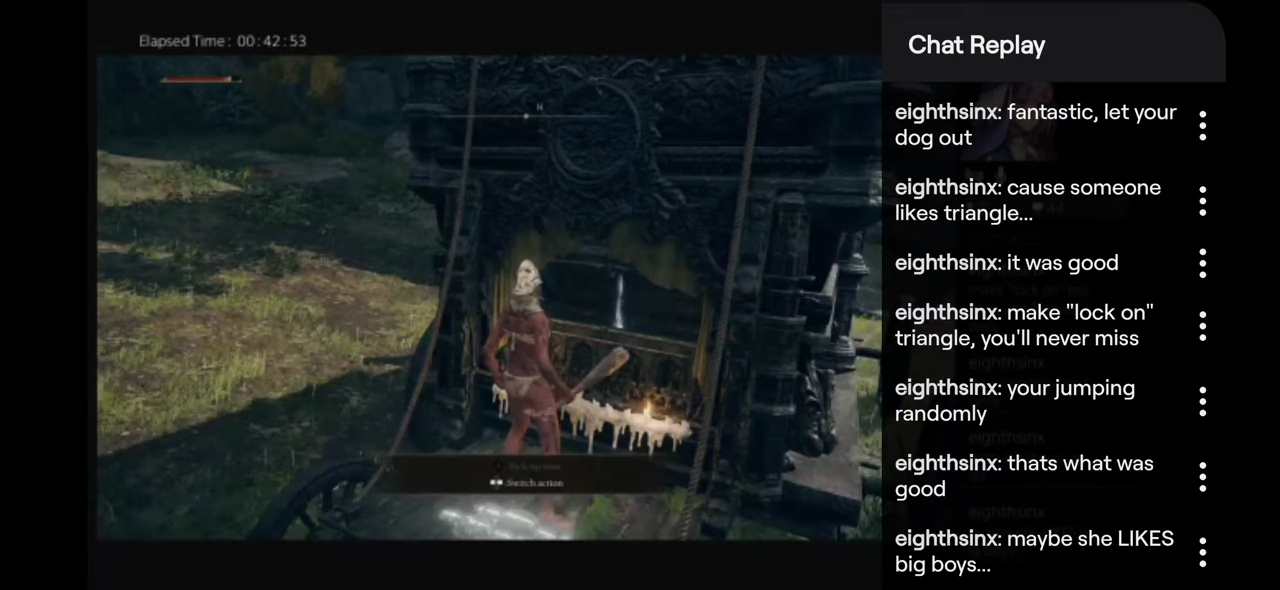 Elapsed Time : 00:42:53
N
Switch action
Chat Replay
eighthsinx: fantastic, let your
dog out
eighthsinx: cause someone
likes triangle...
eighthsinx: it was good
eighthsinx: make "lock on"
triangle, you'll never miss
eighthsinx: your jumping
randomly
eighthsinx: thats what was
good
eighthsinx: maybe she LIKES
big boys...